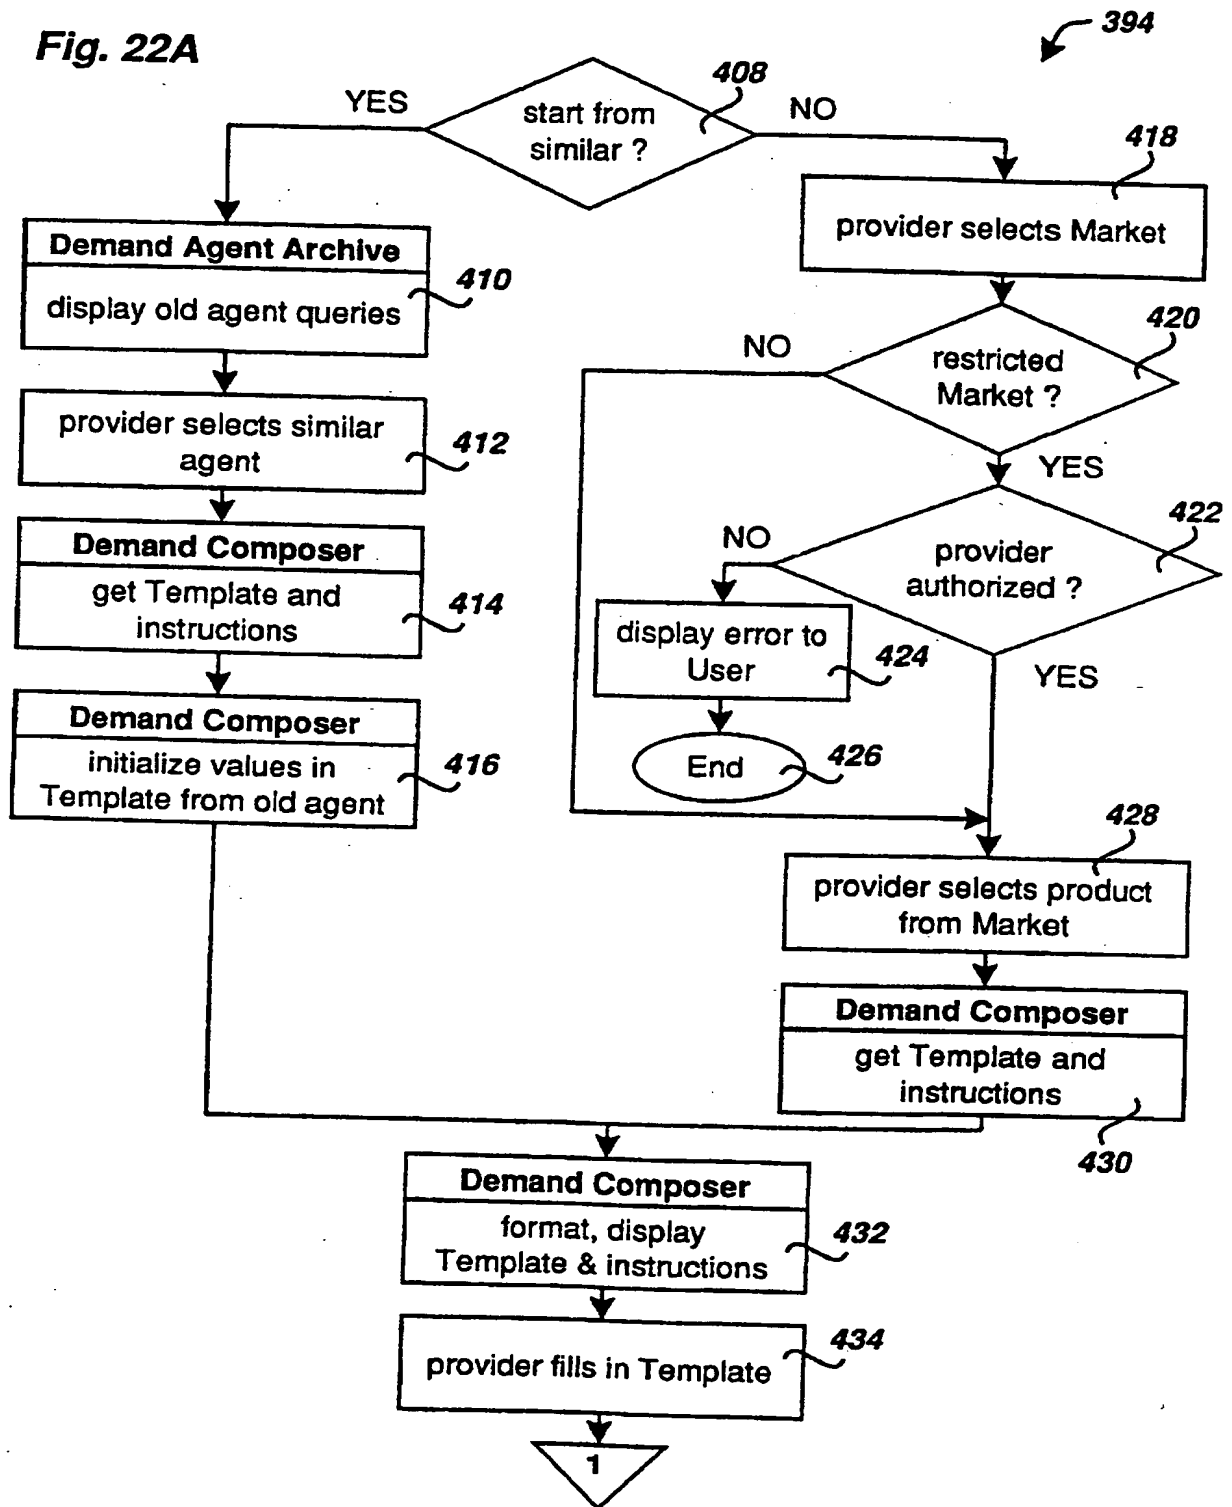 Fig. 22A
394
408
YES
start from
similar ?
NO
418
provider selects Market
Demand Agent Archive
display old agent queries
410
420
NO
restricted
Market ?
YES
provider selects similar
agent
412
422
Demand Composer
get Template and
instructions
414
NO
provider
authorized ?
YES
display error to
User
424
Demand Composer
initialize values in
Template from old agent
416
End
426
428
provider selects product
from Market
Demand Composer
get Template and
instructions
430
Demand Composer
format, display
Template & instructions
432
provider fills in Template
434
1